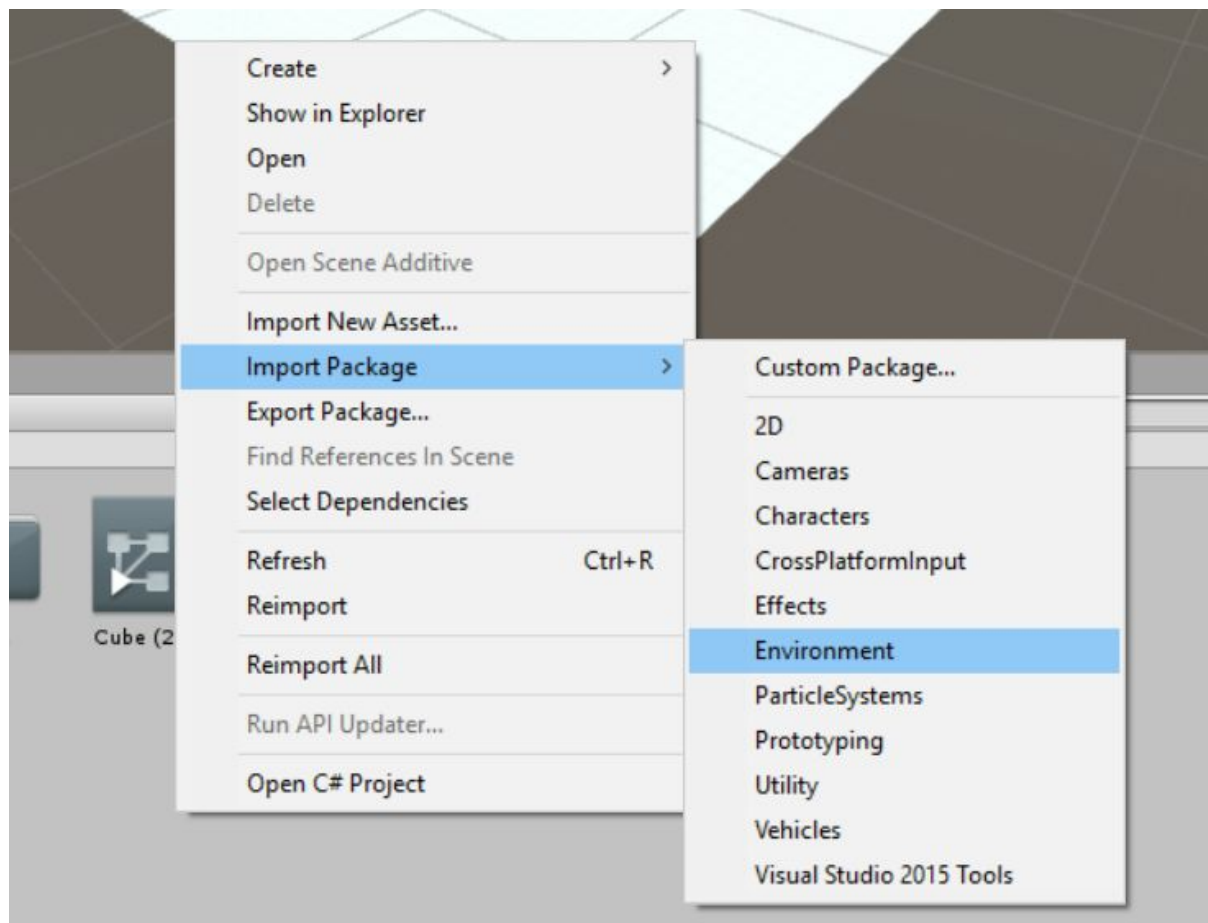 Create
Show in Explorer
Open
Delete
Open Scene Additive
Import New Asset...
Import Package
Export Package...
Find References In Scene
Select Dependencies
Refresh Ctrl+R
Reimport
Reimport All
Run API Updater...
Open C# Project
Custom Package...
2D
Cameras
Characters
CrossPlatformInput
Effects
Environment
ParticleSystems
Prototyping
Utility
Vehicles
Visual Studio 2015 Tools
Cube (2